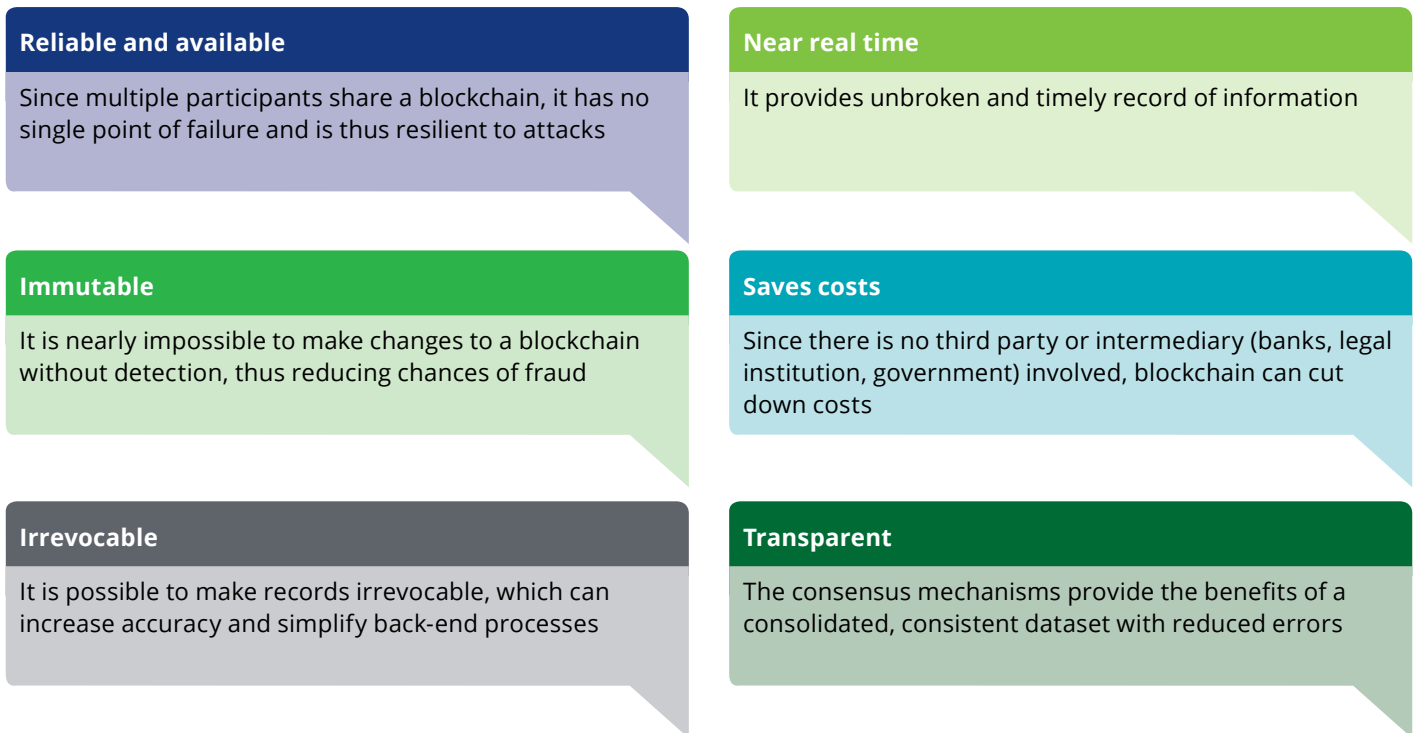 Reliable and available
Since multiple participants share a blockchain, it has no
single point of failure and is thus resilient to attacks
Near real time
It provides unbroken and timely record of information
Immutable
It is nearly impossible to make changes to a blockchain
without detection, thus reducing chances of fraud
Saves costs
Since there is no third party or intermediary (banks, legal
institution, government) involved, blockchain can cut
down costs
Irrevocable
It is possible to make records irrevocable, which can
increase accuracy and simplify back-end processes
Transparent
The consensus mechanisms provide the benefits of a
consolidated, consistent dataset with reduced errors